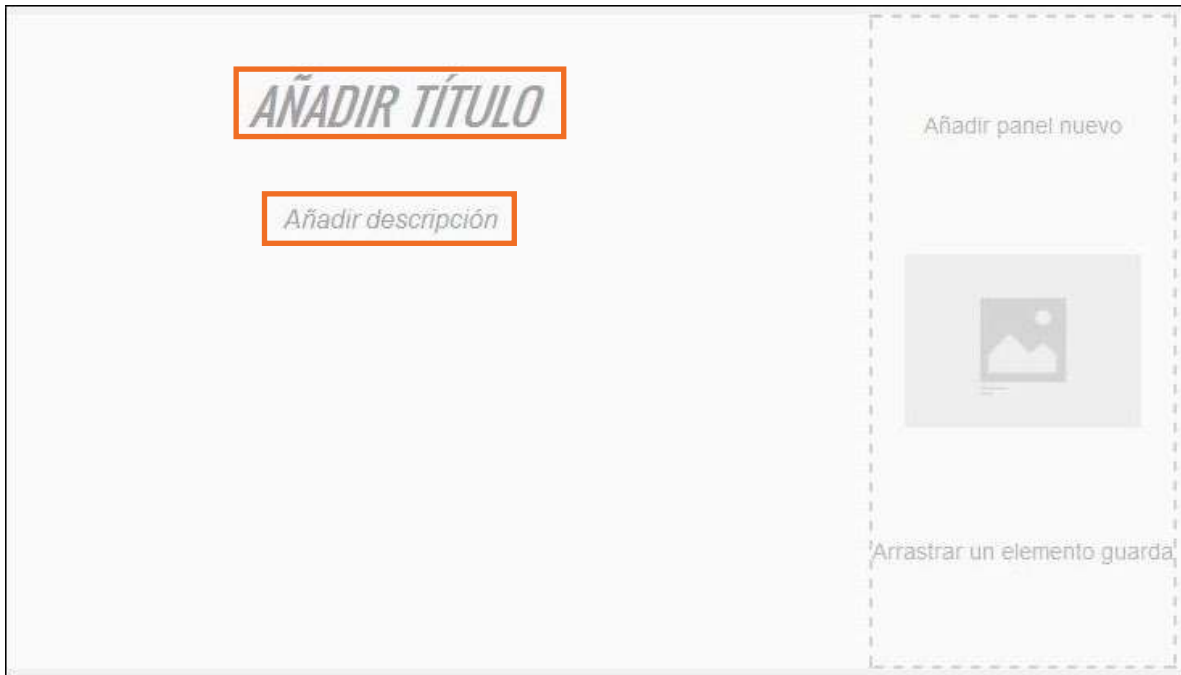 AÑADIR TÍTULO
Añadir descripción
Añadir panel nuevo
Arrastrar un elemento guarda